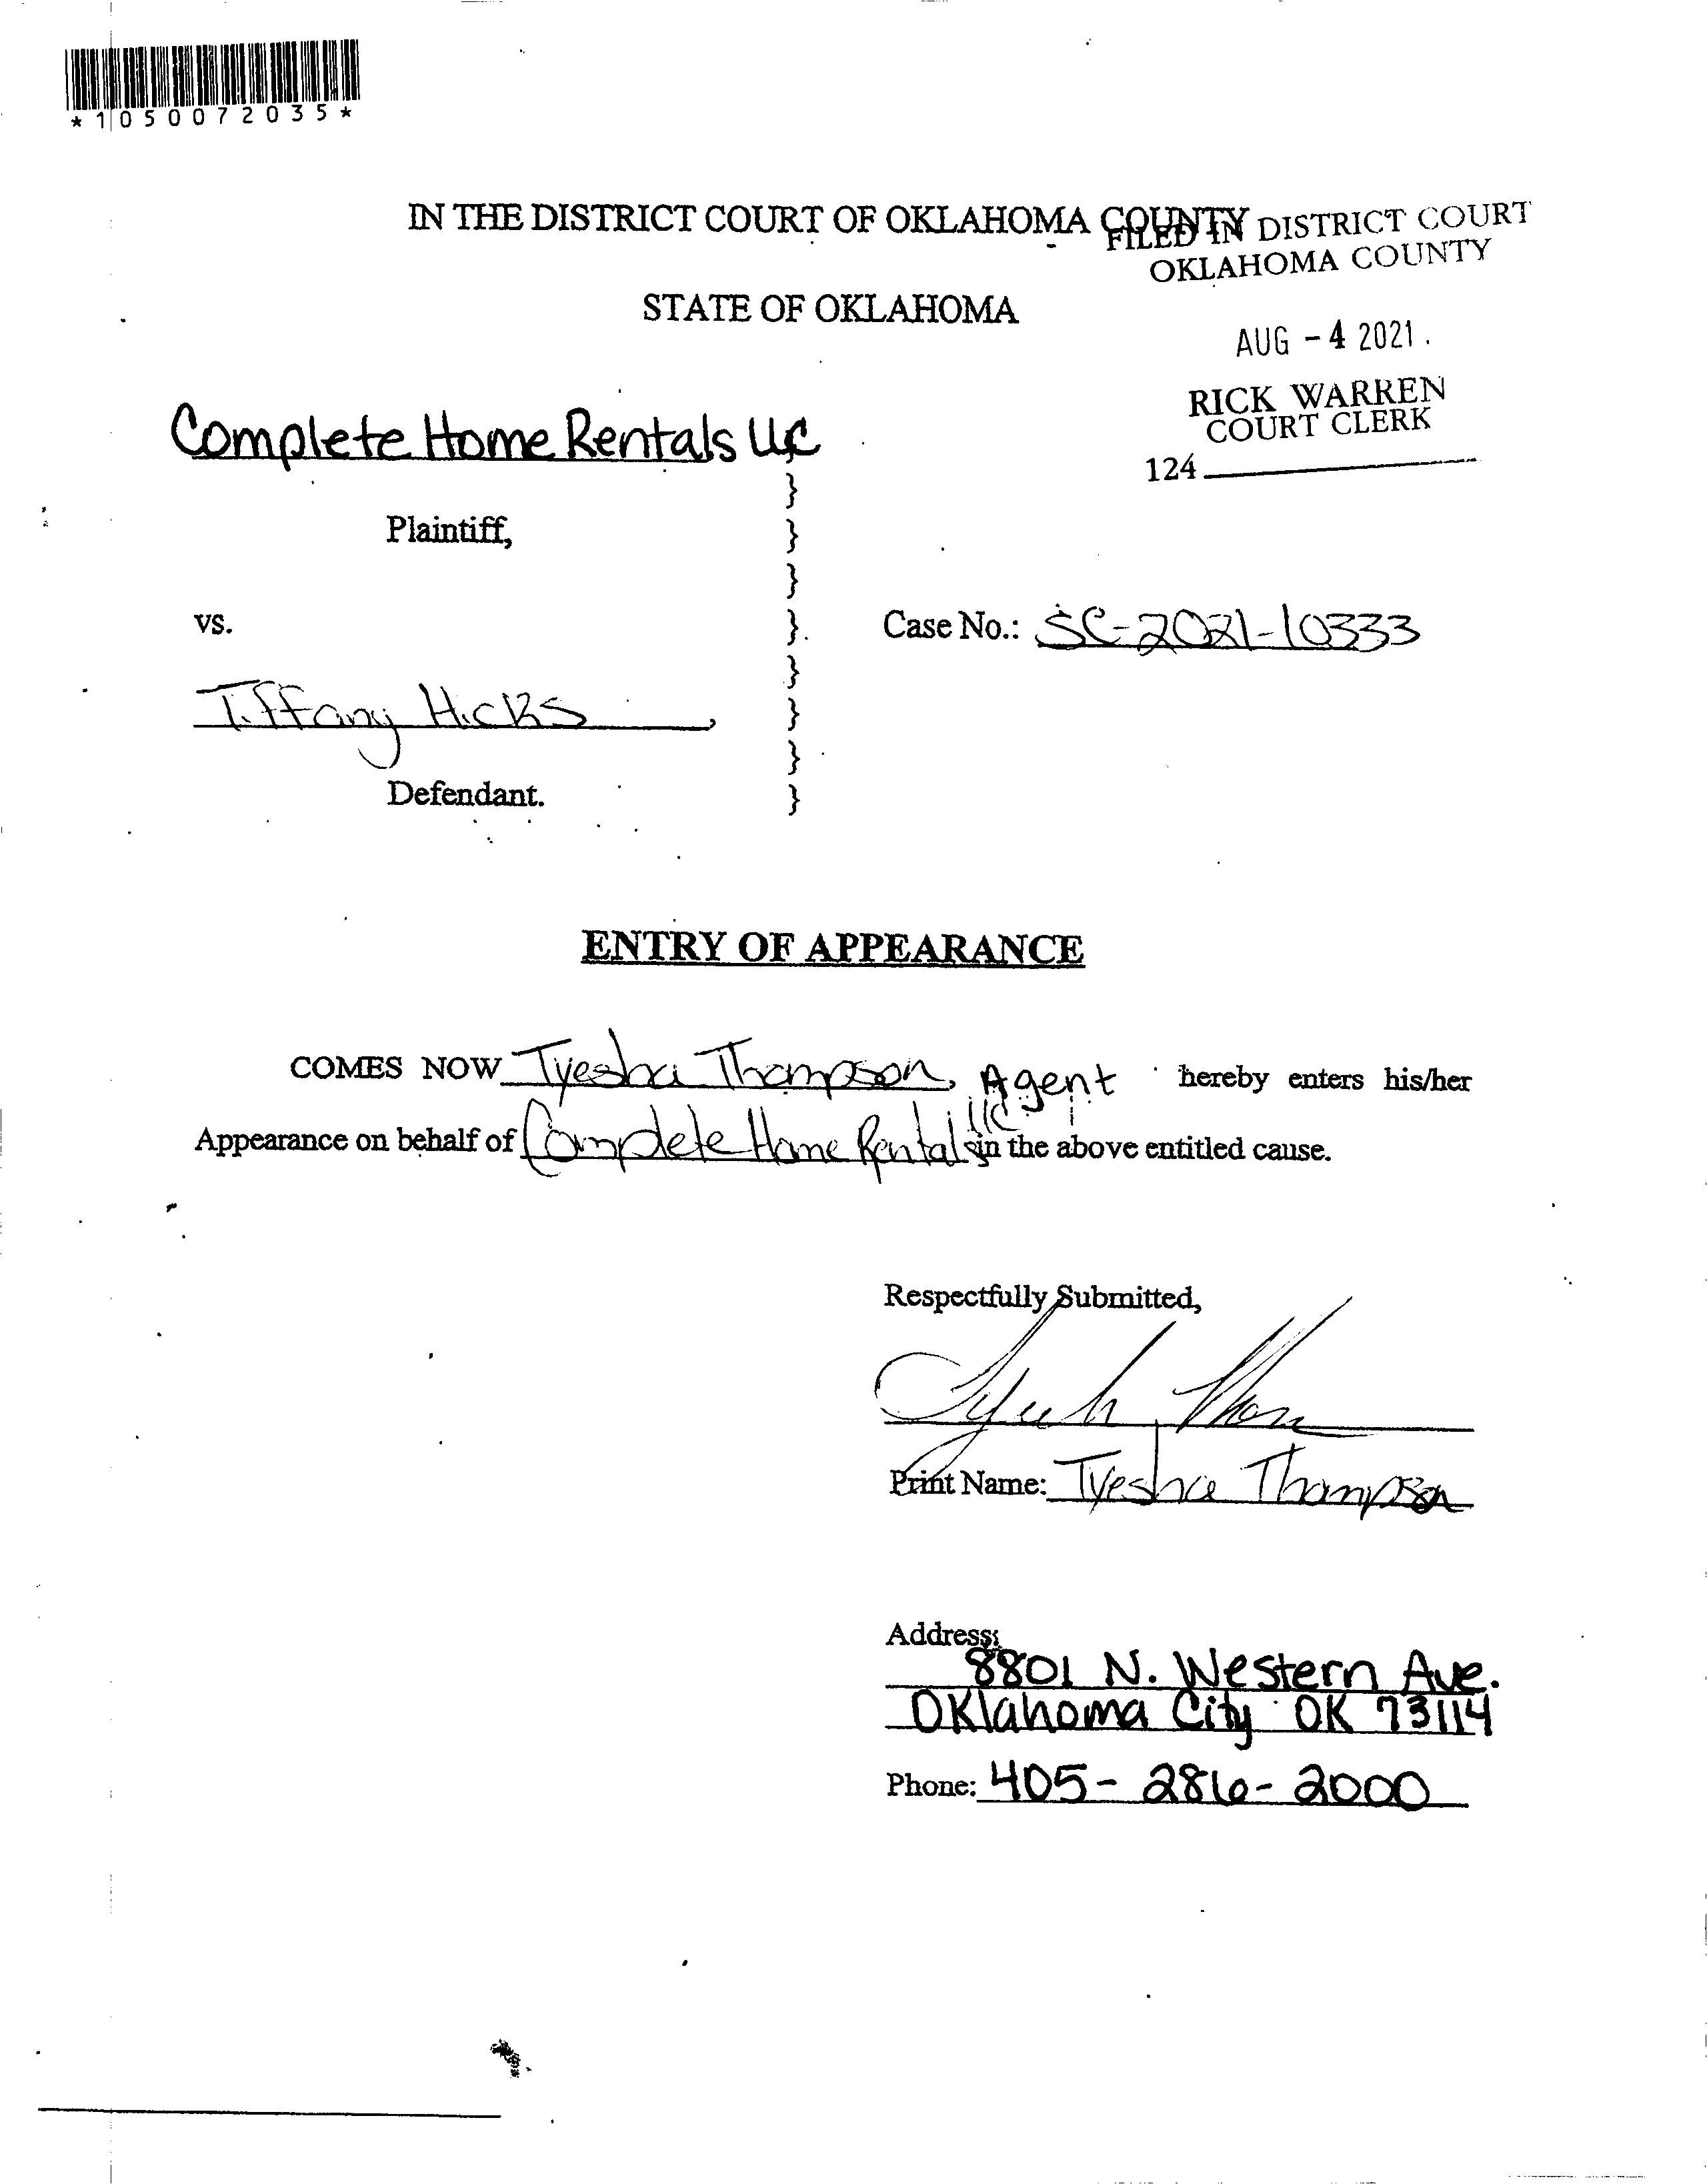 *1050072035*
IN THE DISTRICT COURT OF OKLAHOMA COUNTY
FILED IN DISTRICT COURT
OKLAHOMA COUNTY
STATE OF OKLAHOMA
AUG - 4 2021
RICK WARREN
COURT CLERK
124
Complete Home Rentals LLC
Plaintiff,
vs.
Case No.: SC-2021-10333
Tiffany Hicks,
Defendant.
ENTRY OF APPEARANCE
COMES NOW Tyesha Thompson, Agent hereby enters his/her
Appearance on behalf of Complete Home Rentals LLC in the above entitled cause.
Respectfully Submitted,
Print Name: Tyesha Thompson
Address:
8801 N. Western Ave.
Oklahoma City OK 73114
Phone: 405-286-2000